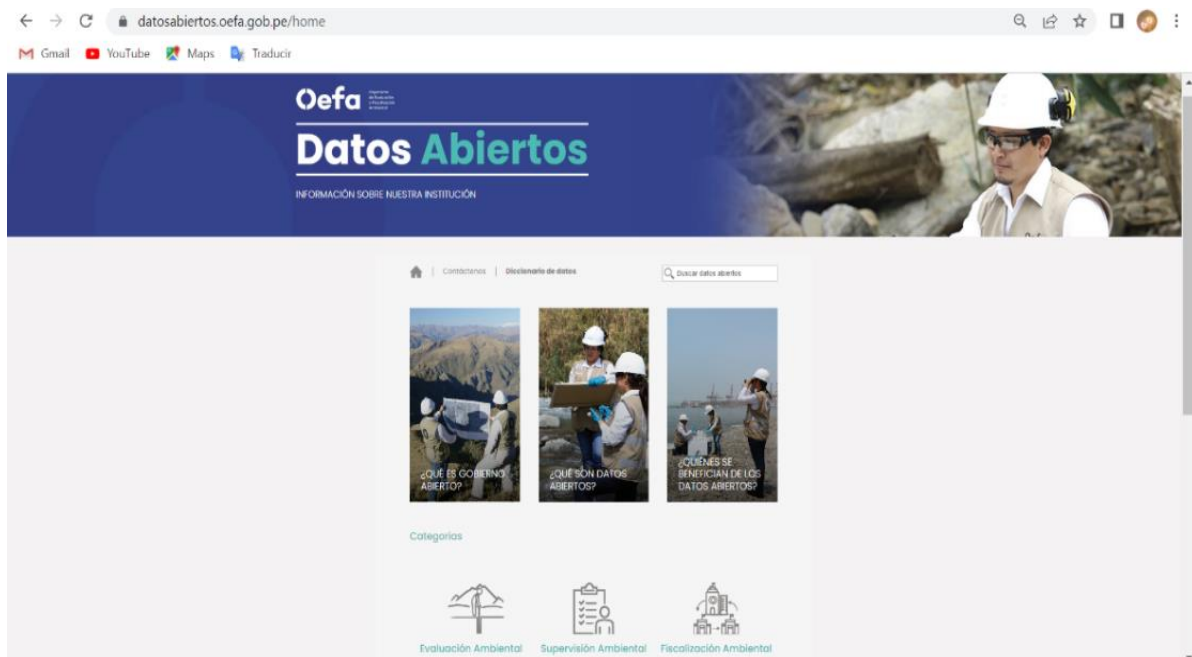 datosabiertos.oefa.gob.pe/home
Gmail YouTube Maps Traducir
Oefa
Datos Abiertos
INFORMACIÓN SOBRE NUESTRA INSTITUCIÓN
Contáctanos | Diccionario de datos
Buscar datos abiertos
¿QUÉ ES GOBIERNO
ABIERTO?
¿QUÉ SON DATOS
ABIERTOS?
¿QUIÉNES SE
BENEFICIAN DE LOS
DATOS ABIERTOS?
Categorías
Evaluación Ambiental
Supervisión Ambiental
Fiscalización Ambiental